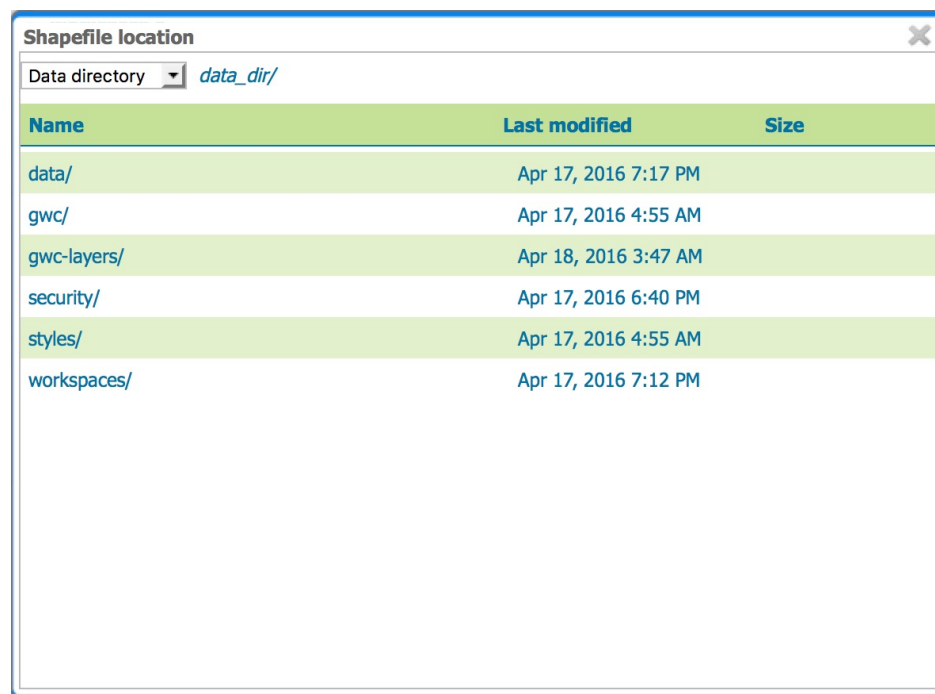 Shapefile location
Data directory data_dir/
Name Last modified Size
data/ Apr 17, 2016 7:17 PM
gwc/ Apr 17, 2016 4:55 AM
gwc-layers/ Apr 18, 2016 3:47 AM
security/ Apr 17, 2016 6:40 PM
styles/ Apr 17, 2016 4:55 AM
workspaces/ Apr 17, 2016 7:12 PM